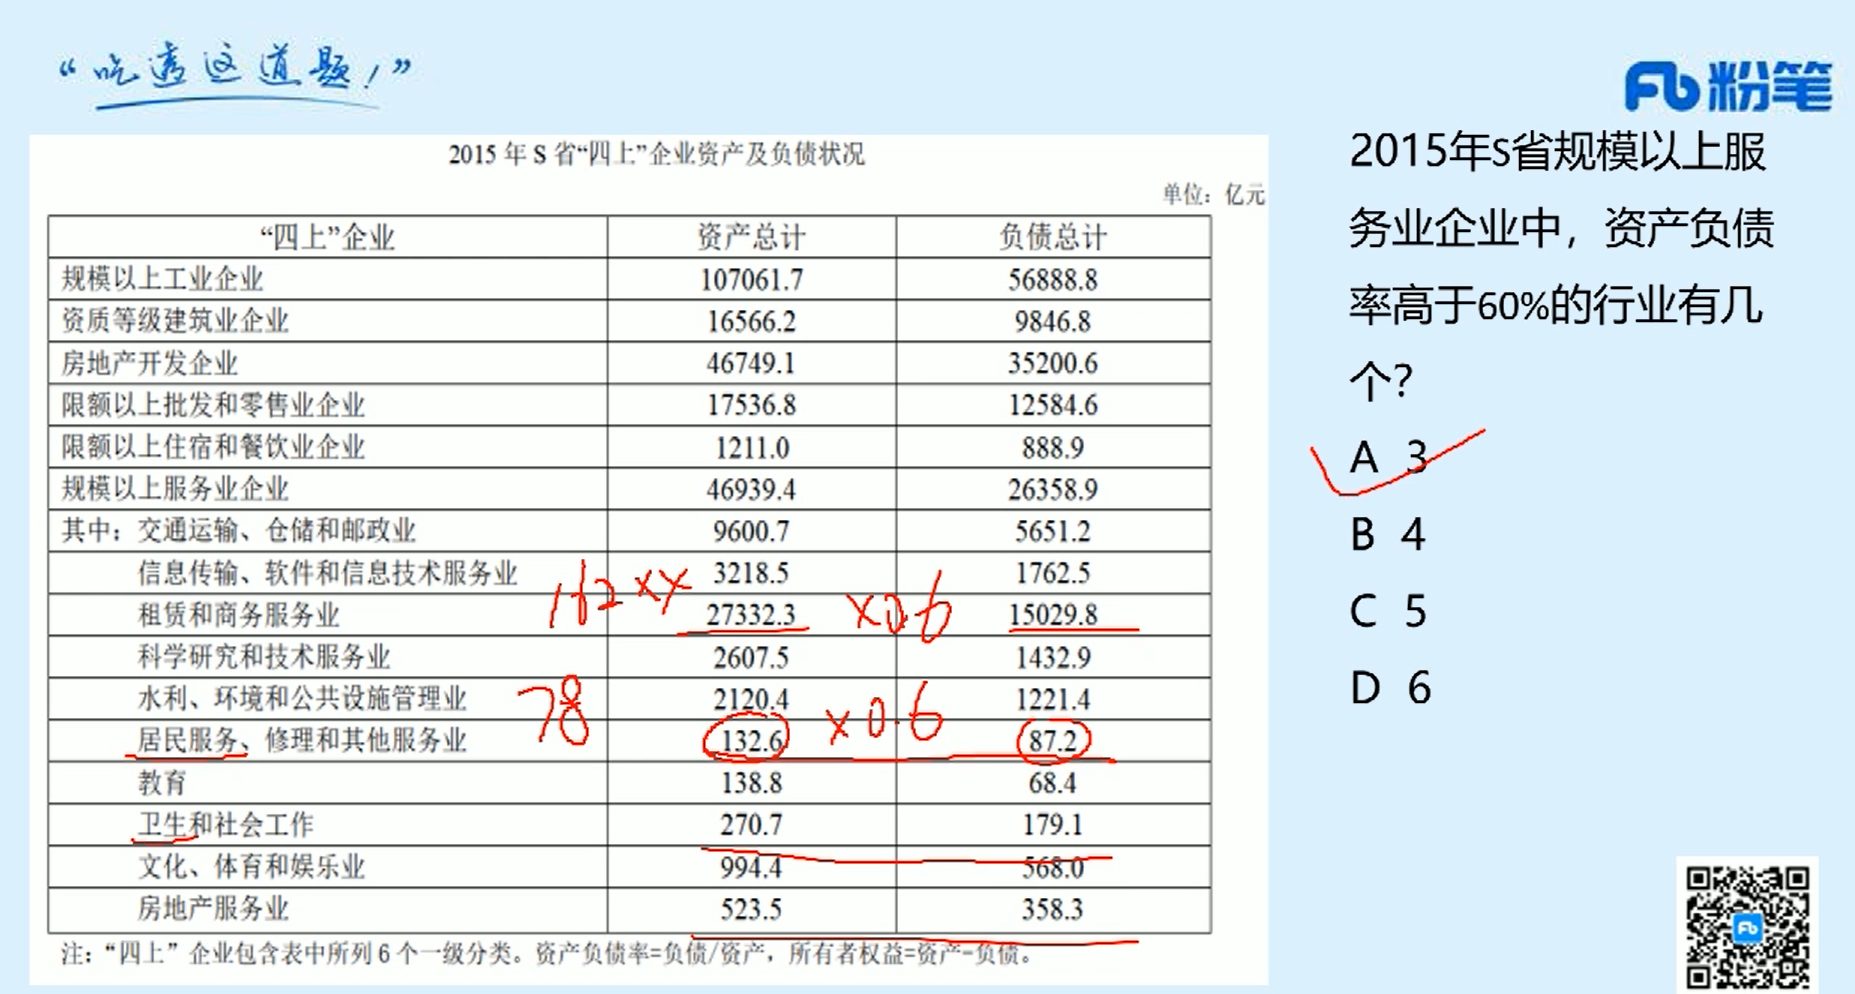 “吃透这道题！”
粉笔
2015年S省“四上”企业资产及负债状况
单位：亿元
“四上”企业 资产总计 负债总计
规模以上工业企业 107061.7 56888.8
资质等级建筑业企业 16566.2 9846.8
房地产开发企业 46749.1 35200.6
限额以上批发和零售业企业 17536.8 12584.6
限额以上住宿和餐饮业企业 1211.0 888.9
规模以上服务业企业 46939.4 26358.9
其中：交通运输、仓储和邮政业 9600.7 5651.2
信息传输、软件和信息技术服务业 3218.5 1762.5
租赁和商务服务业 162×× 27332.3 ×0.6 15029.8
科学研究和技术服务业 2607.5 1432.9
水利、环境和公共设施管理业 2120.4 1221.4
居民服务、修理和其他服务业 78 132.6 ×0.6 87.2
教育 138.8 68.4
卫生和社会工作 270.7 179.1
文化、体育和娱乐业 994.4 568.0
房地产服务业 523.5 358.3
注：“四上”企业包含表中所列6个一级分类。资产负债率=负债/资产，所有者权益=资产-负债。
2015年S省规模以上服
务业企业中，资产负债
率高于60%的行业有几
个？
A 3
B 4
C 5
D 6